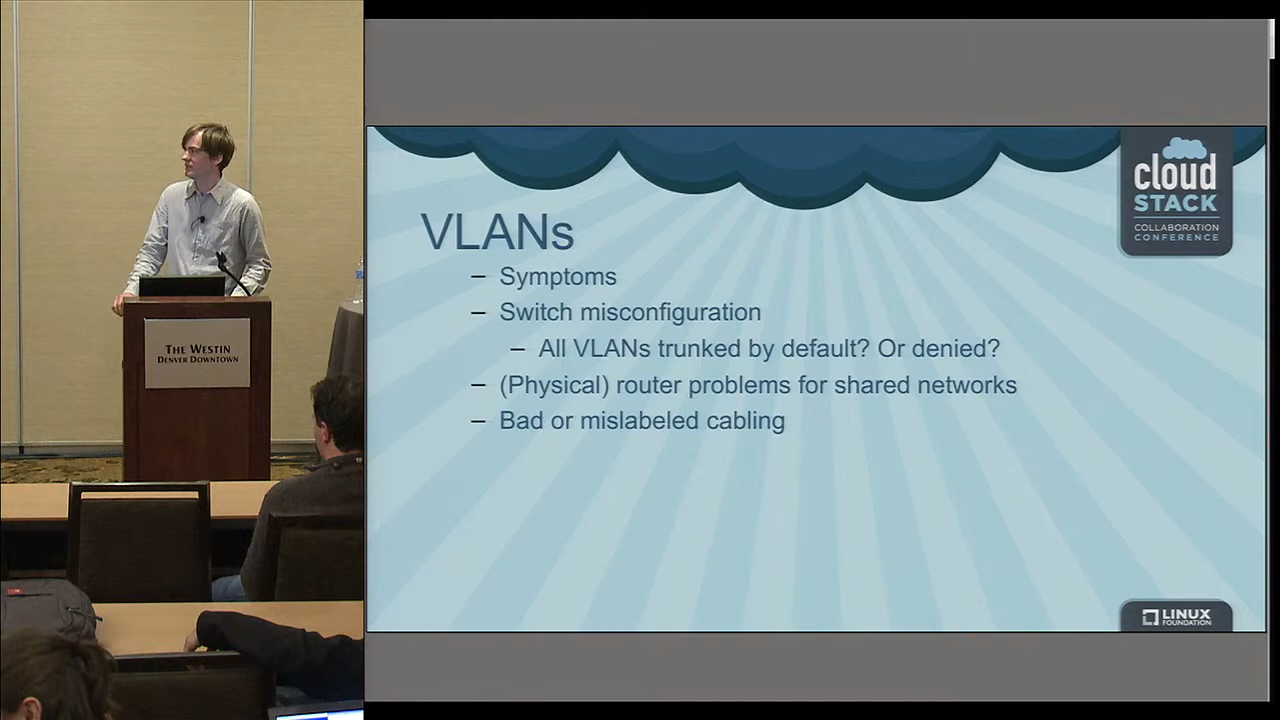 THE WESTIN
DENVER DOWNTOWN
cloud
STACK
COLLABORATION
CONFERENCE
VLANs
– Symptoms
– Switch misconfiguration
– All VLANs trunked by default? Or denied?
– (Physical) router problems for shared networks
– Bad or mislabeled cabling
LINUX
FOUNDATION